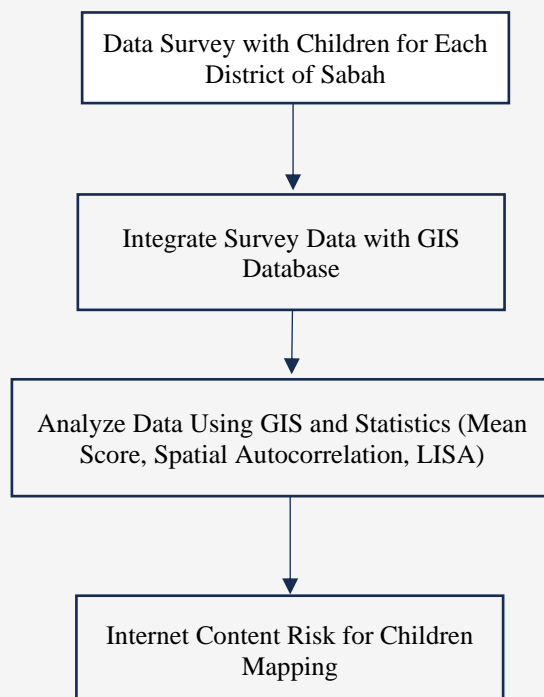 Data Survey with Children for Each
District of Sabah
Integrate Survey Data with GIS
Database
Analyze Data Using GIS and Statistics (Mean
Score, Spatial Autocorrelation, LISA)
Internet Content Risk for Children
Mapping